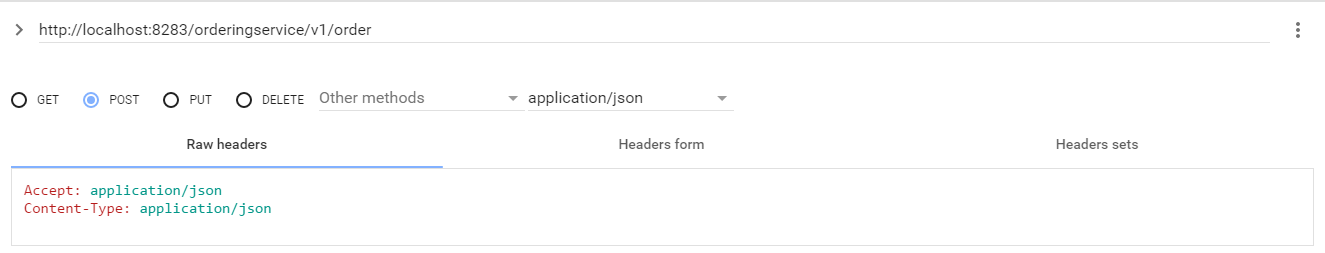 http://localhost:8283/orderingservice/v1/order
GET POST PUT DELETE Other methods application/json
Raw headers Headers form Headers sets
Accept: application/json
Content-Type: application/json